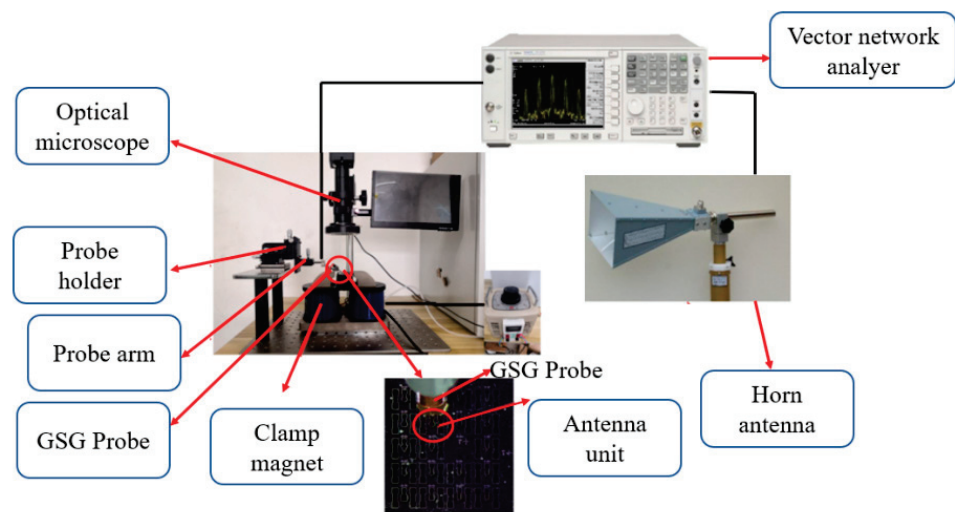 Vector network
analyer
Optical
microscope
Probe
holder
Probe arm
GSG Probe
Clamp
magnet
GSG Probe
Antenna
unit
Horn
antenna